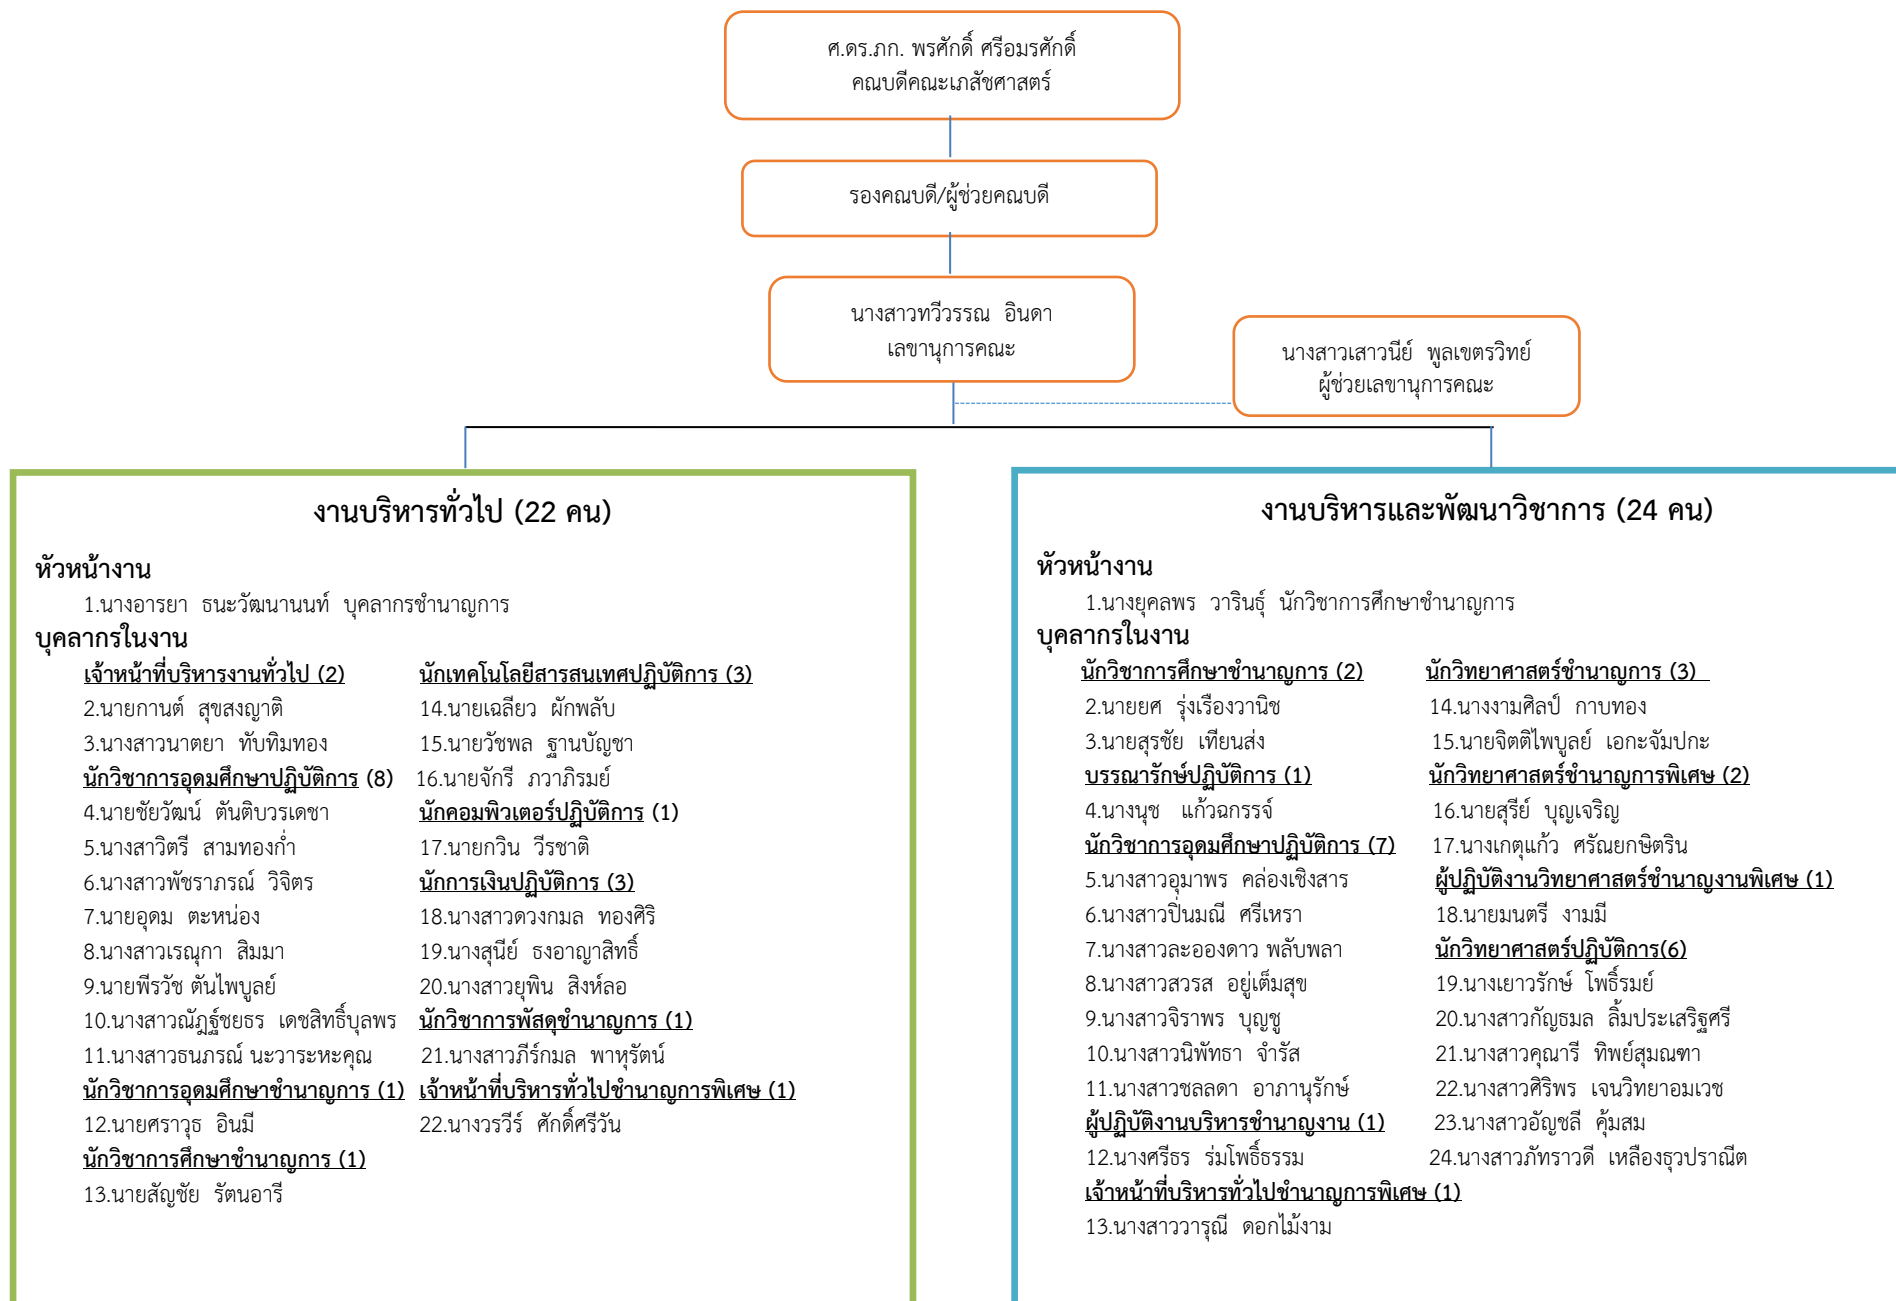 ศ.ดร.ภก. พรศักดิ์ ศรีอมรศักดิ์
คณบดีคณะเภสัชศาสตร์
รองคณบดี/ผู้ช่วยคณบดี
นางสาวทวีวรรณ อินดา
เลขานุการคณะ
นางสาวเสาวนีย์ พูลเขตรวิทย์
ผู้ช่วยเลขานุการคณะ
งานบริหารทั่วไป (22 คน)
หัวหน้างาน
1.นางอารยา ธนะวัฒนานนท์ บุคลากรชำนาญการ
บุคลากรในงาน
เจ้าหน้าที่บริหารงานทั่วไป (2)
2.นายกานต์ สุขสงญาติ
3.นางสาวนาตยา ทับทิมทอง
นักวิชาการอุดมศึกษาปฏิบัติการ (8)
4.นายชัยวัฒน์ ตันติบวรเดชา
5.นางสาวิตรี สามทองก่ำ
6.นางสาวพัชราภรณ์ วิจิตร
7.นายอุดม ตะหน่อง
8.นางสาวเรณุกา สิมมา
9.นายพีรวัช ตันไพบูลย์
10.นางสาวณัฏฐ์ชยธร เดชสิทธิ์บุลพร
11.นางสาวธนภรณ์ นะวาระหะคุณ
นักวิชาการอุดมศึกษาชำนาญการ (1)
12.นายศราวุธ อินมี
นักวิชาการศึกษาชำนาญการ (1)
13.นายสัญชัย รัตนอารี
นักเทคโนโลยีสารสนเทศปฏิบัติการ (3)
14.นายเฉลียว ผักพลับ
15.นายวัชพล ฐานบัญชา
16.นายจักรี ภวาภิรมย์
นักคอมพิวเตอร์ปฏิบัติการ (1)
17.นายกวิน วีรชาติ
นักการเงินปฏิบัติการ (3)
18.นางสาวดวงกมล ทองศิริ
19.นางสุนีย์ ธงอาญาสิทธิ์
20.นางสาวยุพิน สิงห์ลอ
นักวิชาการพัสดุชำนาญการ (1)
21.นางสาวภีร์กมล พาหุรัตน์
เจ้าหน้าที่บริหารทั่วไปชำนาญการพิเศษ (1)
22.นางวรวีร์ ศักดิ์ศรีวัน
งานบริหารและพัฒนาวิชาการ (24 คน)
หัวหน้างาน
1.นางยุคลพร วารินธุ์ นักวิชาการศึกษาชำนาญการ
บุคลากรในงาน
นักวิชาการศึกษาชำนาญการ (2)
2.นายยศ รุ่งเรืองวานิช
3.นายสุรชัย เทียนส่ง
บรรณารักษ์ปฏิบัติการ (1)
4.นางนุช แก้วฉกรรจ์
นักวิชาการอุดมศึกษาปฏิบัติการ (7)
5.นางสาวอุมาพร คล่องเชิงสาร
6.นางสาวปิ่นมณี ศรีเหรา
7.นางสาวละอองดาว พลับพลา
8.นางสาวสวรส อยู่เต็มสุข
9.นางสาวจิราพร บุญชู
10.นางสาวนิพัทธา จำรัส
11.นางสาวชลลดา อาภานุรักษ์
ผู้ปฏิบัติงานบริหารชำนาญงาน (1)
12.นางศรีธร ร่มโพธิ์ธรรม
เจ้าหน้าที่บริหารทั่วไปชำนาญการพิเศษ (1)
13.นางสาววารุณี ดอกไม้งาม
นักวิทยาศาสตร์ชำนาญการ (3)
14.นางงามศิลป์ กาบทอง
15.นายจิตติไพบูลย์ เอกะจัมปกะ
นักวิทยาศาสตร์ชำนาญการพิเศษ (2)
16.นายสุรีย์ บุญเจริญ
17.นางเกตุแก้ว ศรัณยกษิตริน
ผู้ปฏิบัติงานวิทยาศาสตร์ชำนาญงานพิเศษ (1)
18.นายมนตรี งามมี
นักวิทยาศาสตร์ปฏิบัติการ(6)
19.นางเยาวรักษ์ โพธิ์รมย์
20.นางสาวกัญธมล ลิ้มประเสริฐศรี
21.นางสาวคุณารี ทิพย์สุมณฑา
22.นางสาวศิริพร เจนวิทยาอมเวช
23.นางสาวอัญชลี คุ้มสม
24.นางสาวภัทราวดี เหลืองธุวปราณีต